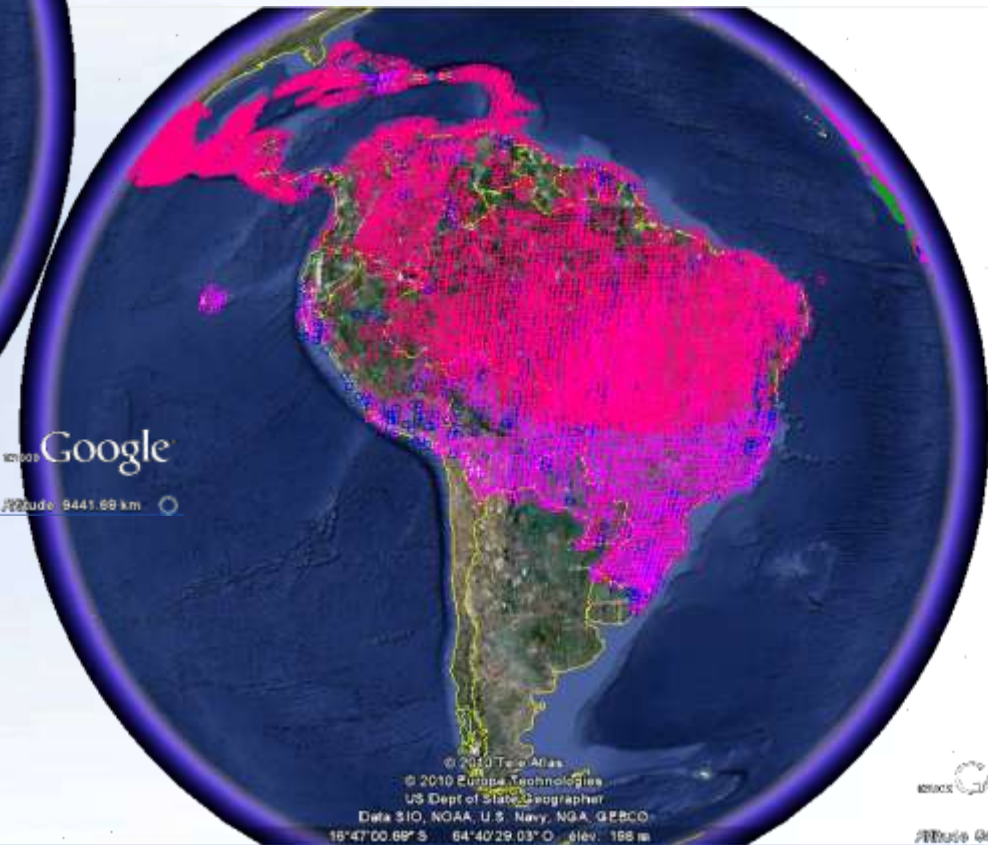 Google
Altitude 9441.69 km
© 2010 Tele Atlas
© 2010 Europa Technologies
US Dept of State Geographer
Data SIO, NOAA, U.S. Navy, NGA, GEBCO
16°47'00.69" S 64°40'29.03" O élév. 198 m